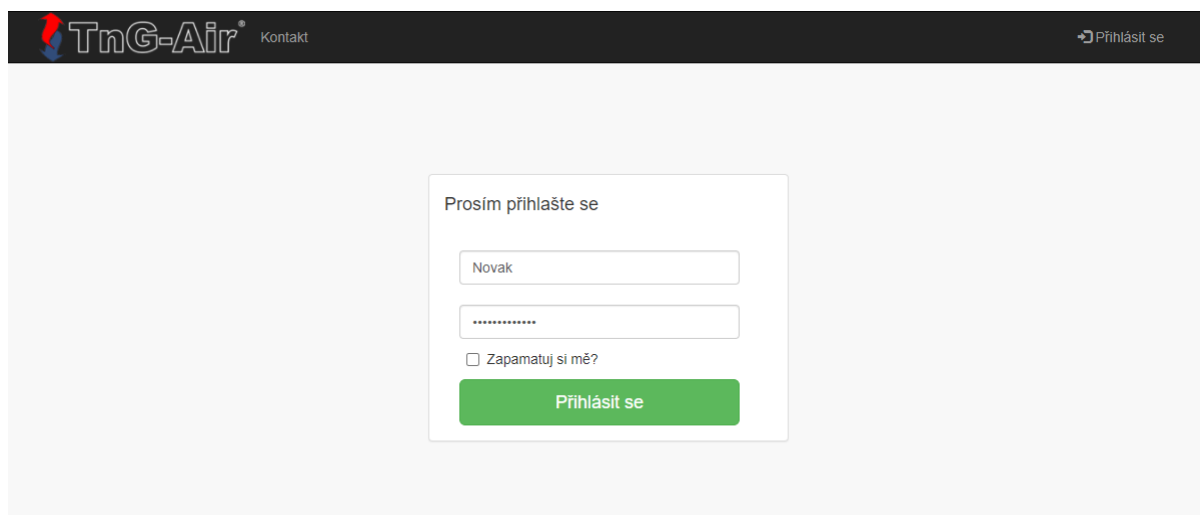 TnG-Air® Kontakt Přihlásit se
Prosím přihlašte se
Novak
•••••••••••••
Zapamatuj si mě?
Přihlásit se